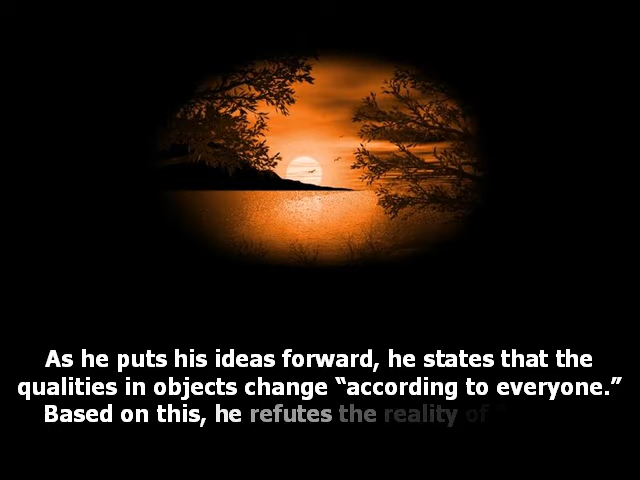 As he puts his ideas forward, he states that the
qualities in objects change “according to everyone.”
Based on this, he refutes the reality of